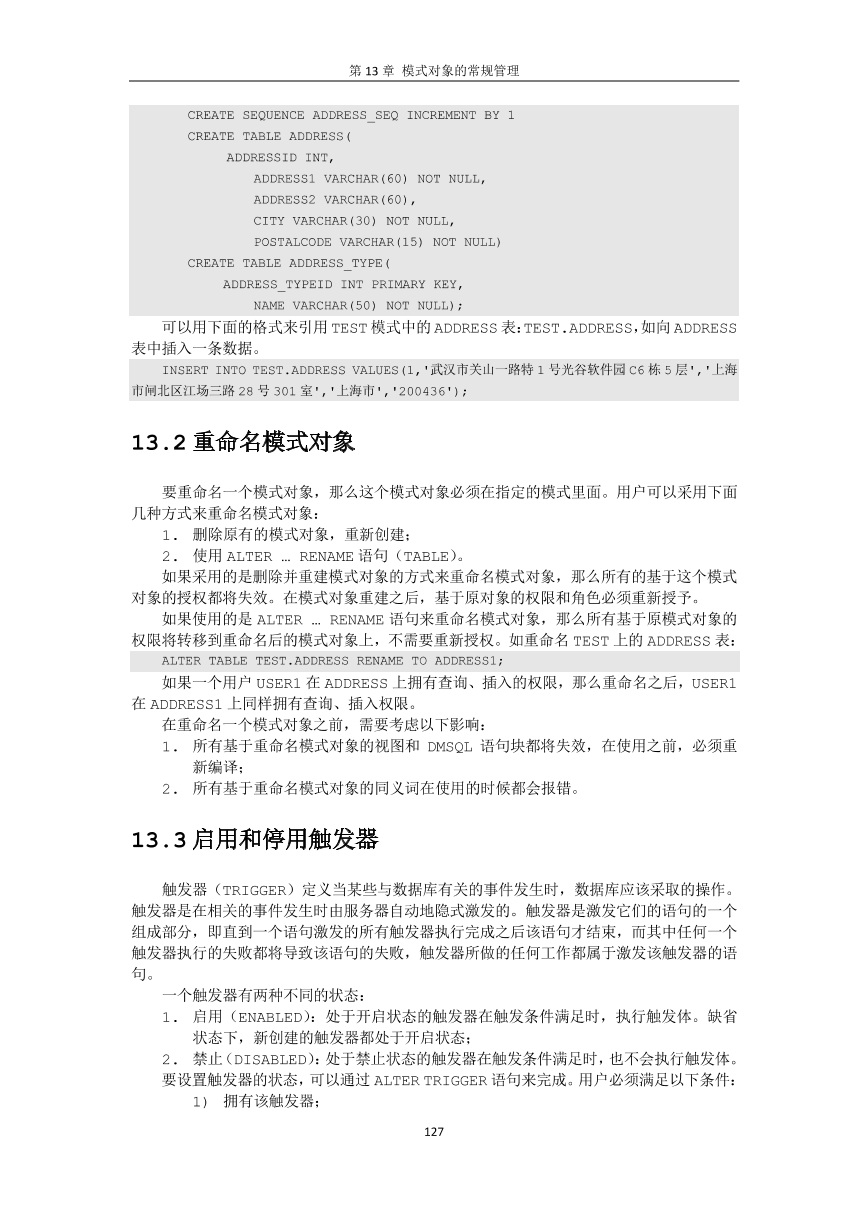 第 13 章 模式对象的常规管理
CREATE SEQUENCE ADDRESS_SEQ INCREMENT BY 1
CREATE TABLE ADDRESS(
ADDRESSID INT,
ADDRESS1 VARCHAR(60) NOT NULL,
ADDRESS2 VARCHAR(60),
CITY VARCHAR(30) NOT NULL,
POSTALCODE VARCHAR(15) NOT NULL)
CREATE TABLE ADDRESS_TYPE(
ADDRESS_TYPEID INT PRIMARY KEY,
NAME VARCHAR(50) NOT NULL);
可以用下面的格式来引用 TEST 模式中的 ADDRESS 表：TEST.ADDRESS，如向 ADDRESS
表中插入一条数据。
INSERT INTO TEST.ADDRESS VALUES(1,'武汉市关山一路特 1 号光谷软件园 C6 栋 5 层','上海
市闸北区江场三路 28 号 301 室','上海市','200436');
13.2 重命名模式对象
要重命名一个模式对象，那么这个模式对象必须在指定的模式里面。用户可以采用下面
几种方式来重命名模式对象：
1. 删除原有的模式对象，重新创建；
2. 使用 ALTER … RENAME 语句（TABLE）。
如果采用的是删除并重建模式对象的方式来重命名模式对象，那么所有的基于这个模式
对象的授权都将失效。在模式对象重建之后，基于原对象的权限和角色必须重新授予。
如果使用的是 ALTER … RENAME 语句来重命名模式对象，那么所有基于原模式对象的
权限将转移到重命名后的模式对象上，不需要重新授权。如重命名 TEST 上的 ADDRESS 表：
ALTER TABLE TEST.ADDRESS RENAME TO ADDRESS1;
如果一个用户 USER1 在 ADDRESS 上拥有查询、插入的权限，那么重命名之后，USER1
在 ADDRESS1 上同样拥有查询、插入权限。
在重命名一个模式对象之前，需要考虑以下影响：
1. 所有基于重命名模式对象的视图和 DMSQL 语句块都将失效，在使用之前，必须重
新编译；
2. 所有基于重命名模式对象的同义词在使用的时候都会报错。
13.3 启用和停用触发器
触发器（TRIGGER）定义当某些与数据库有关的事件发生时，数据库应该采取的操作。
触发器是在相关的事件发生时由服务器自动地隐式激发的。触发器是激发它们的语句的一个
组成部分，即直到一个语句激发的所有触发器执行完成之后该语句才结束，而其中任何一个
触发器执行的失败都将导致该语句的失败，触发器所做的任何工作都属于激发该触发器的语
句。
一个触发器有两种不同的状态：
1. 启用（ENABLED）：处于开启状态的触发器在触发条件满足时，执行触发体。缺省
状态下，新创建的触发器都处于开启状态；
2. 禁止（DISABLED）：处于禁止状态的触发器在触发条件满足时，也不会执行触发体。
要设置触发器的状态，可以通过 ALTER TRIGGER 语句来完成。用户必须满足以下条件：
1) 拥有该触发器；
127